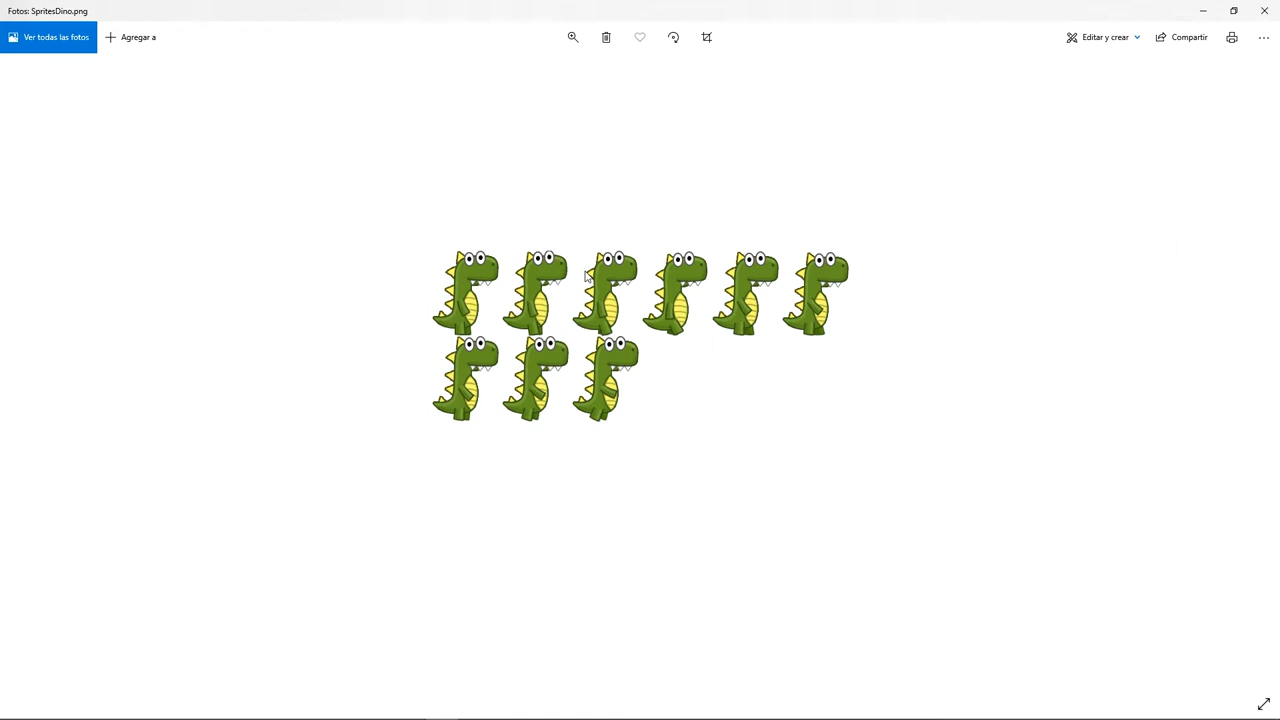 Fotos: SpritesDino.png
Ver todas las fotos
Agregar a
Editar y crear
Compartir